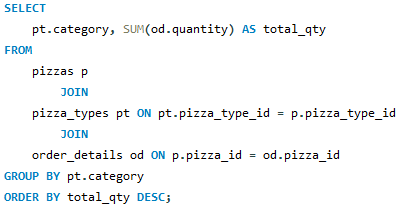 SELECT
pt.category, SUM(od.quantity) AS total_qty
FROM
pizzas p
JOIN
pizza_types pt ON pt.pizza_type_id = p.pizza_type_id
JOIN
order_details od ON p.pizza_id = od.pizza_id
GROUP BY pt.category
ORDER BY total_qty DESC;